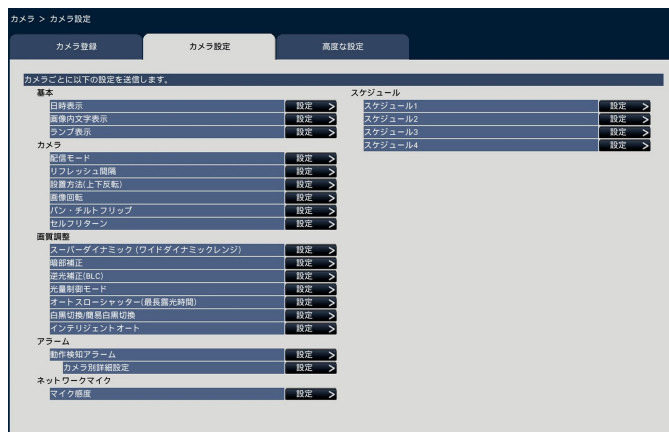 カメラ > カメラ設定
カメラ登録 カメラ設定 高度な設定
カメラごとに以下の設定を送信します。
基本
日時表示 設定 >
画像内文字表示 設定 >
ランプ表示 設定 >
カメラ
配信モード 設定 >
リフレッシュ間隔 設定 >
設置方法(上下反転) 設定 >
画像回転 設定 >
パン・チルトフリップ 設定 >
セルフリターン 設定 >
画質調整
スーパーダイナミック (ワイドダイナミックレンジ) 設定 >
暗部補正 設定 >
逆光補正(BLC) 設定 >
光量制御モード 設定 >
オートスローシャッター(最長露光時間) 設定 >
白黒切換/簡易白黒切換 設定 >
インテリジェントオート 設定 >
アラーム
動作検知アラーム 設定 >
カメラ別詳細設定 設定 >
ネットワークマイク
マイク感度 設定 >
スケジュール
スケジュール1 設定 >
スケジュール2 設定 >
スケジュール3 設定 >
スケジュール4 設定 >